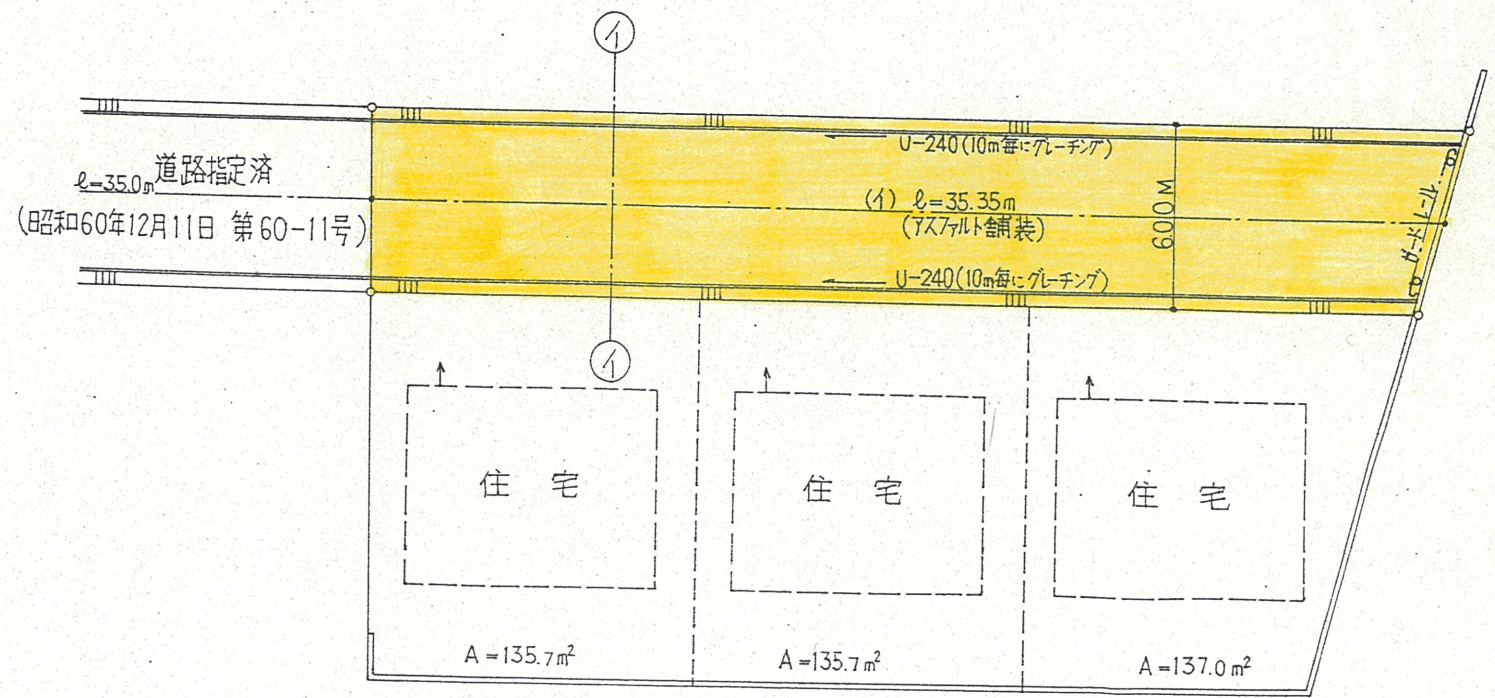 イ
U-240(10m毎にグレーチング)
道路指定済
ℓ=35.0m
(昭和60年12月11日 第60-11号)
(イ) ℓ=35.35m
(アスファルト舗装)
6.00M
ガードレール
U-240(10m毎にグレーチング)
イ
住宅
住宅
住宅
A=135.7m²
A=135.7m²
A=137.0m²